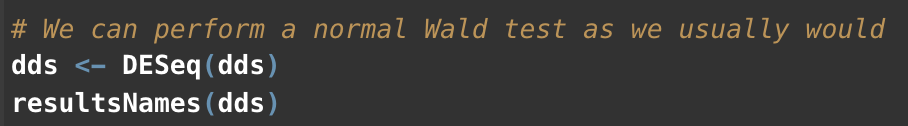 # We can perform a normal Wald test as we usually would
dds <- DESeq(dds)
resultsNames(dds)